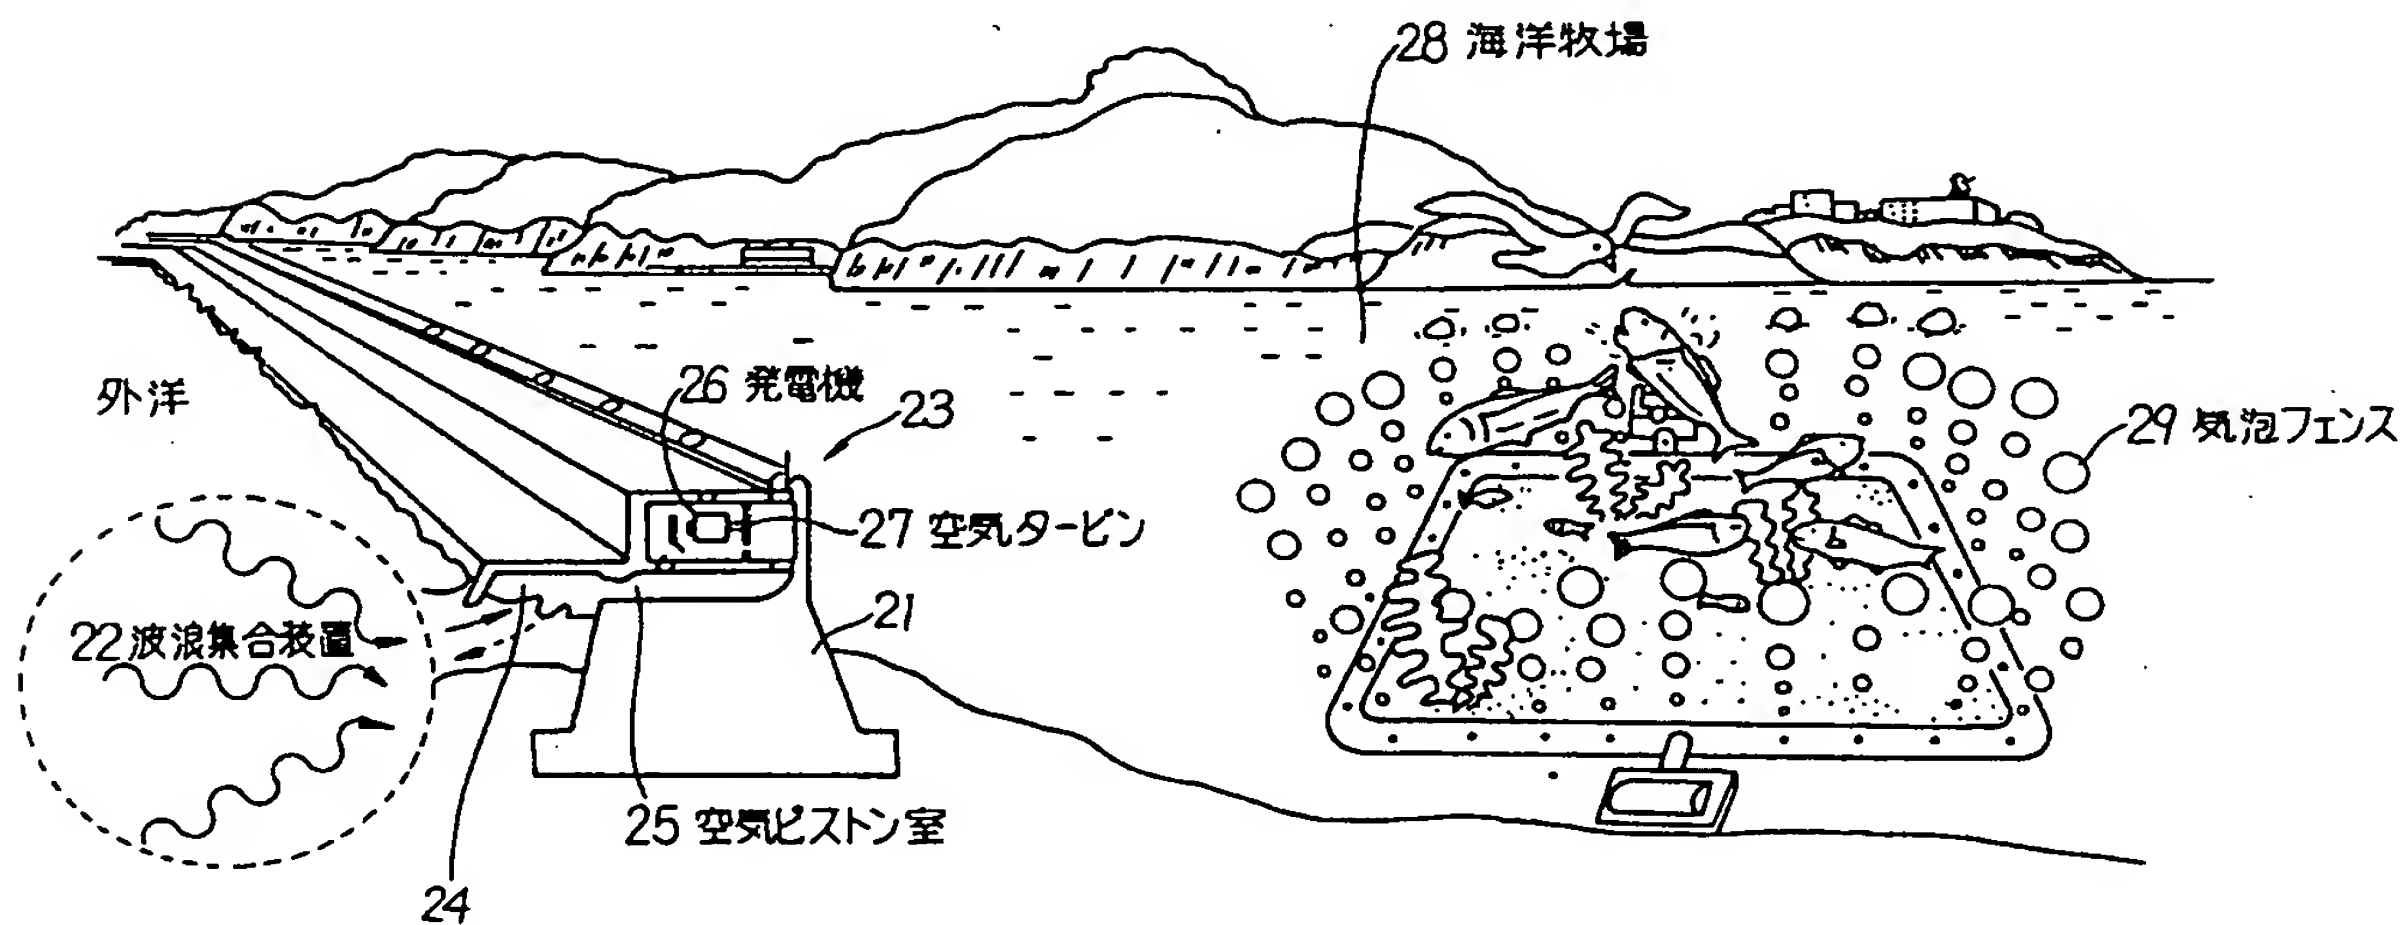 28 海洋牧場
外洋
26 発電機
23
29 気泡フェンス
27 空気タービン
21
22 波浪集合装置
25 空気ピストン室
24